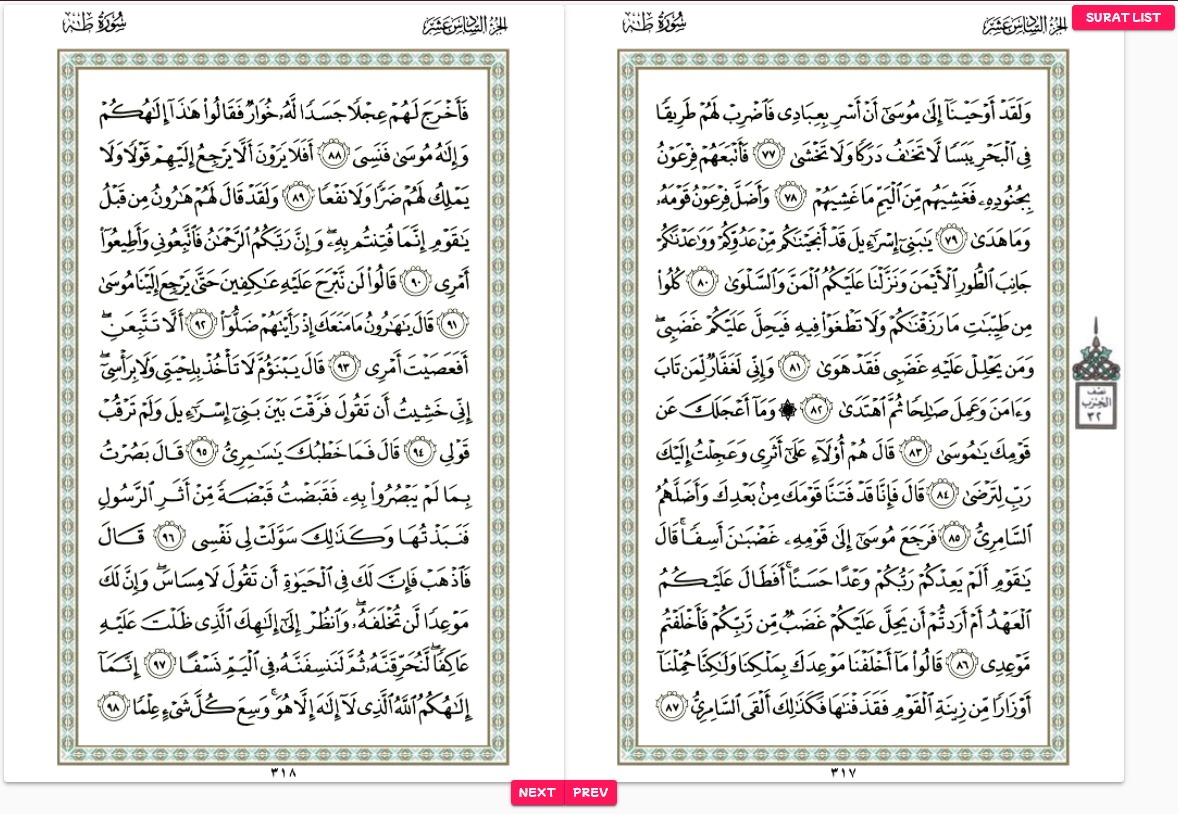 SURAT LIST
الجزء السادس عشر
سورة طه
وَلَقَدْ أَوْحَيْنَآ إِلَىٰ مُوسَىٰٓ أَنْ أَسْرِ بِعِبَادِى فَٱضْرِبْ لَهُمْ طَرِيقًا
فِى ٱلْبَحْرِ يَبَسًا لَّا تَخَٰفُ دَرَكًا وَلَا تَخْشَىٰ ٧٧ فَأَتْبَعَهُمْ فِرْعَوْنُ
بِجُنُودِهِۦ فَغَشِيَهُم مِّنَ ٱلْيَمِّ مَا غَشِيَهُمْ ٧٨ وَأَضَلَّ فِرْعَوْنُ قَوْمَهُۥ
وَمَا هَدَىٰ ٧٩ يَٰبَنِىٓ إِسْرَٰٓءِيلَ قَدْ أَنجَيْنَٰكُم مِّنْ عَدُوِّكُمْ وَوَٰعَدْنَٰكُمْ
جَانِبَ ٱلطُّورِ ٱلْأَيْمَنَ وَنَزَّلْنَا عَلَيْكُمُ ٱلْمَنَّ وَٱلسَّلْوَىٰ ٨٠ كُلُوا۟
مِن طَيِّبَٰتِ مَا رَزَقْنَٰكُمْ وَلَا تَطْغَوْا۟ فِيهِ فَيَحِلَّ عَلَيْكُمْ غَضَبِى ۖ
وَمَن يَحْلِلْ عَلَيْهِ غَضَبِى فَقَدْ هَوَىٰ ٨١ وَإِنِّى لَغَفَّارٌ لِّمَن تَابَ
وَءَامَنَ وَعَمِلَ صَٰلِحًا ثُمَّ ٱهْتَدَىٰ ٨٢ ۞ وَمَآ أَعْجَلَكَ عَن
قَوْمِكَ يَٰمُوسَىٰ ٨٣ قَالَ هُمْ أُو۟لَآءِ عَلَىٰٓ أَثَرِى وَعَجِلْتُ إِلَيْكَ
رَبِّ لِتَرْضَىٰ ٨٤ قَالَ فَإِنَّا قَدْ فَتَنَّا قَوْمَكَ مِنۢ بَعْدِكَ وَأَضَلَّهُمُ
ٱلسَّامِرِىُّ ٨٥ فَرَجَعَ مُوسَىٰٓ إِلَىٰ قَوْمِهِۦ غَضْبَٰنَ أَسِفًا ۚ قَالَ
يَٰقَوْمِ أَلَمْ يَعِدْكُمْ رَبُّكُمْ وَعْدًا حَسَنًا ۚ أَفَطَالَ عَلَيْكُمُ
ٱلْعَهْدُ أَمْ أَرَدتُّمْ أَن يَحِلَّ عَلَيْكُمْ غَضَبٌ مِّن رَّبِّكُمْ فَأَخْلَفْتُم
مَّوْعِدِى ٨٦ قَالُوا۟ مَآ أَخْلَفْنَا مَوْعِدَكَ بِمَلْكِنَا وَلَٰكِنَّا حُمِّلْنَآ
أَوْزَارًا مِّن زِينَةِ ٱلْقَوْمِ فَقَذَفْنَٰهَا فَكَذَٰلِكَ أَلْقَى ٱلسَّامِرِىُّ ٨٧
٣١٧
نصف
الحزب
٣٢
الجزء السادس عشر
سورة طه
فَأَخْرَجَ لَهُمْ عِجْلًا جَسَدًا لَّهُۥ خُوَارٌ فَقَالُوا۟ هَٰذَآ إِلَٰهُكُمْ
وَإِلَٰهُ مُوسَىٰ فَنَسِىَ ٨٨ أَفَلَا يَرَوْنَ أَلَّا يَرْجِعُ إِلَيْهِمْ قَوْلًا وَلَا
يَمْلِكُ لَهُمْ ضَرًّا وَلَا نَفْعًا ٨٩ وَلَقَدْ قَالَ لَهُمْ هَٰرُونُ مِن قَبْلُ
يَٰقَوْمِ إِنَّمَا فُتِنتُم بِهِۦ ۖ وَإِنَّ رَبَّكُمُ ٱلرَّحْمَٰنُ فَٱتَّبِعُونِى وَأَطِيعُوٓا۟
أَمْرِى ٩٠ قَالُوا۟ لَن نَّبْرَحَ عَلَيْهِ عَٰكِفِينَ حَتَّىٰ يَرْجِعَ إِلَيْنَا مُوسَىٰ
٩١ قَالَ يَٰهَٰرُونُ مَا مَنَعَكَ إِذْ رَأَيْتَهُمْ ضَلُّوٓا۟ ٩٢ أَلَّا تَتَّبِعَنِ ۖ
أَفَعَصَيْتَ أَمْرِى ٩٣ قَالَ يَبْنَؤُمَّ لَا تَأْخُذْ بِلِحْيَتِى وَلَا بِرَأْسِىٓ ۖ
إِنِّى خَشِيتُ أَن تَقُولَ فَرَّقْتَ بَيْنَ بَنِىٓ إِسْرَٰٓءِيلَ وَلَمْ تَرْقُبْ
قَوْلِى ٩٤ قَالَ فَمَا خَطْبُكَ يَٰسَٰمِرِىُّ ٩٥ قَالَ بَصُرْتُ
بِمَا لَمْ يَبْصُرُوا۟ بِهِۦ فَقَبَضْتُ قَبْضَةً مِّنْ أَثَرِ ٱلرَّسُولِ
فَنَبَذْتُهَا وَكَذَٰلِكَ سَوَّلَتْ لِى نَفْسِى ٩٦ قَالَ
فَٱذْهَبْ فَإِنَّ لَكَ فِى ٱلْحَيَوٰةِ أَن تَقُولَ لَا مِسَاسَ ۖ وَإِنَّ لَكَ
مَوْعِدًا لَّن تُخْلَفَهُۥ ۖ وَٱنظُرْ إِلَىٰٓ إِلَٰهِكَ ٱلَّذِى ظَلْتَ عَلَيْهِ
عَاكِفًا ۖ لَّنُحَرِّقَنَّهُۥ ثُمَّ لَنَنسِفَنَّهُۥ فِى ٱلْيَمِّ نَسْفًا ٩٧ إِنَّمَآ
إِلَٰهُكُمُ ٱللَّهُ ٱلَّذِى لَآ إِلَٰهَ إِلَّا هُوَ ۚ وَسِعَ كُلَّ شَىْءٍ عِلْمًا ٩٨
٣١٨
NEXT
PREV